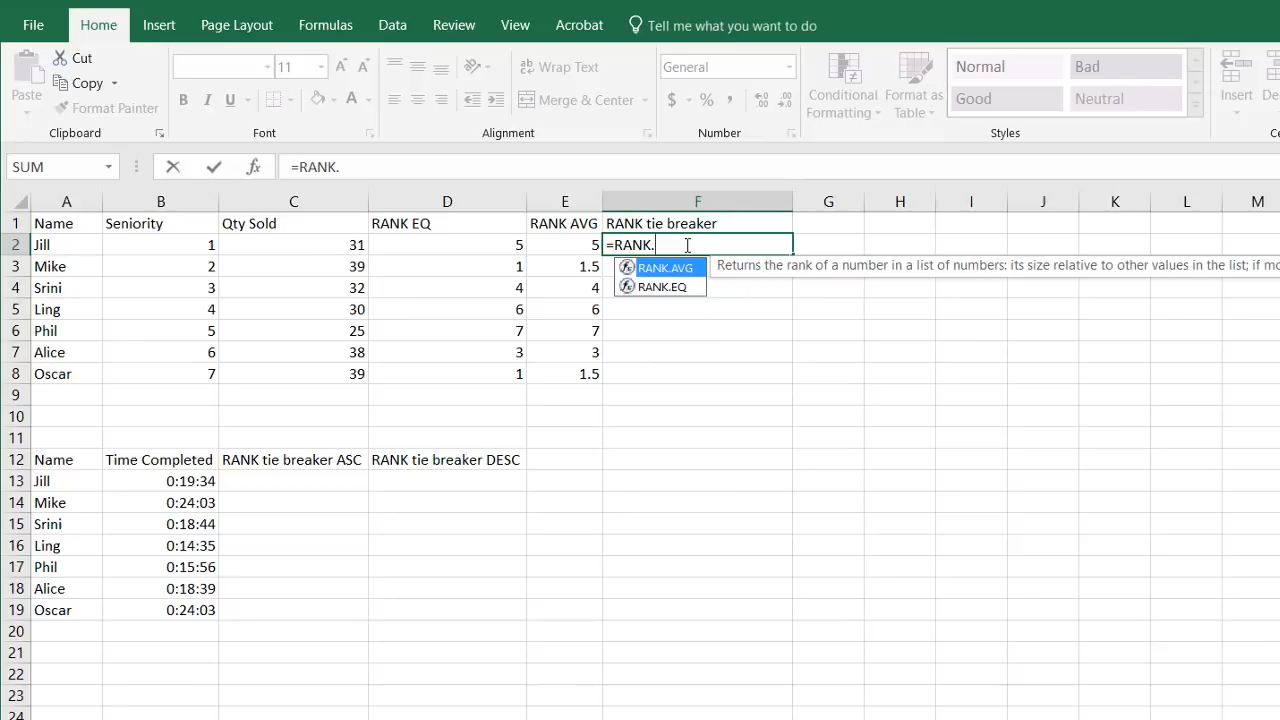 File Home Insert Page Layout Formulas Data Review View Acrobat Tell me what you want to do
Cut
Copy
Format Painter
Paste
Clipboard
11 A A
B I U A
Font
Wrap Text
Merge & Center
Alignment
General
$ % ,
Number
Conditional Formatting
Format as Table
Normal Bad
Good Neutral
Styles
Insert
SUM fx =RANK.
A B C D E F G H I J K L M
1 Name Seniority Qty Sold RANK EQ RANK AVG RANK tie breaker
2 Jill 1 31 5 5 =RANK.
3 Mike 2 39 1 1.5
RANK.AVG Returns the rank of a number in a list of numbers: its size relative to other values in the list; if mo
4 Srini 3 32 4 4
RANK.EQ
5 Ling 4 30 6 6
6 Phil 5 25 7 7
7 Alice 6 38 3 3
8 Oscar 7 39 1 1.5
9
10
11
12 Name Time Completed RANK tie breaker ASC RANK tie breaker DESC
13 Jill 0:19:34
14 Mike 0:24:03
15 Srini 0:18:44
16 Ling 0:14:35
17 Phil 0:15:56
18 Alice 0:18:39
19 Oscar 0:24:03
20
21
22
23
24